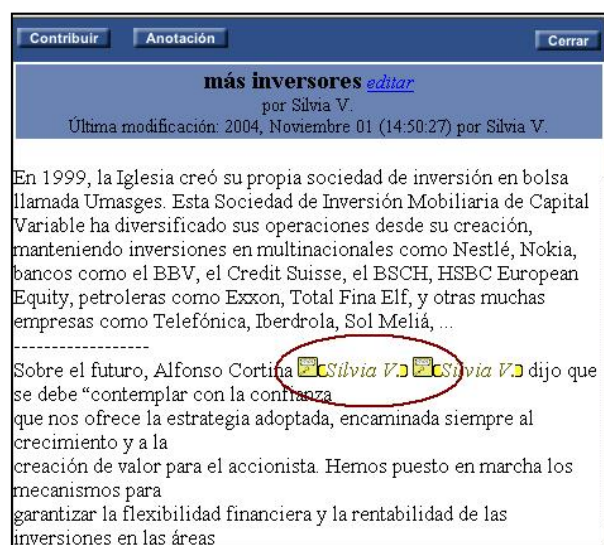 Contribuir Anotación Cerrar
más inversores editar
por Silvia V.
Última modificación: 2004, Noviembre 01 (14:50:27) por Silvia V.
En 1999, la Iglesia creó su propia sociedad de inversión en bolsa
llamada Umasges. Esta Sociedad de Inversión Mobiliaria de Capital
Variable ha diversificado sus operaciones desde su creación,
manteniendo inversiones en multinacionales como Nestlé, Nokia,
bancos como el BBV, el Credit Suisse, el BSCH, HSBC European
Equity, petroleras como Exxon, Total Fina Elf, y otras muchas
empresas como Telefónica, Iberdrola, Sol Meliá, ...
------------------
Sobre el futuro, Alfonso Cortina Silvia V. Silvia V. dijo que
se debe “contemplar con la confianza
que nos ofrece la estrategia adoptada, encaminada siempre al
crecimiento y a la
creación de valor para el accionista. Hemos puesto en marcha los
mecanismos para
garantizar la flexibilidad financiera y la rentabilidad de las
inversiones en las áreas